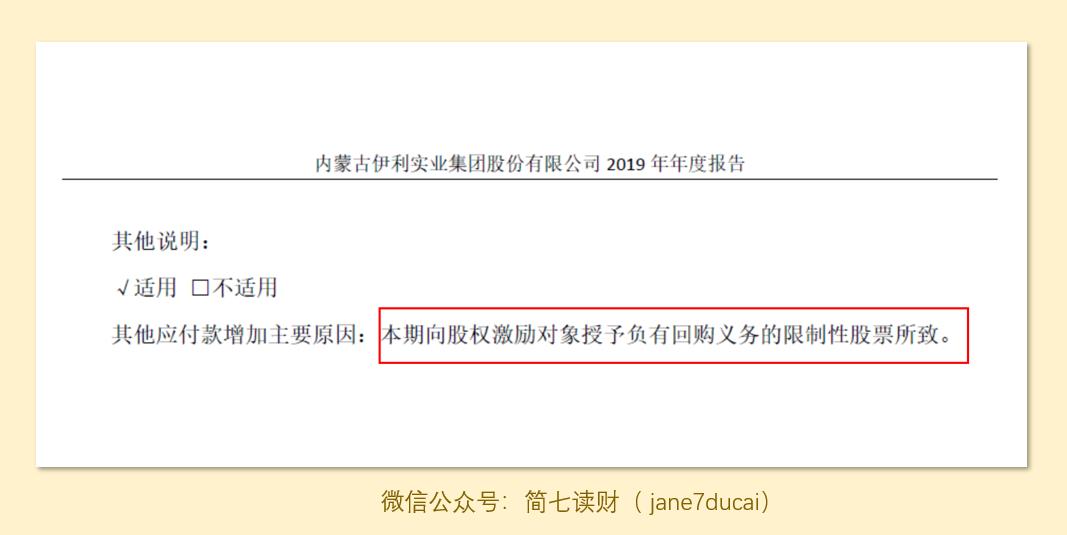 内蒙古伊利实业集团股份有限公司 2019 年年度报告
其他说明：
√适用 □不适用
其他应付款增加主要原因：本期向股权激励对象授予负有回购义务的限制性股票所致。
微信公众号：简七读财（ jane7ducai）